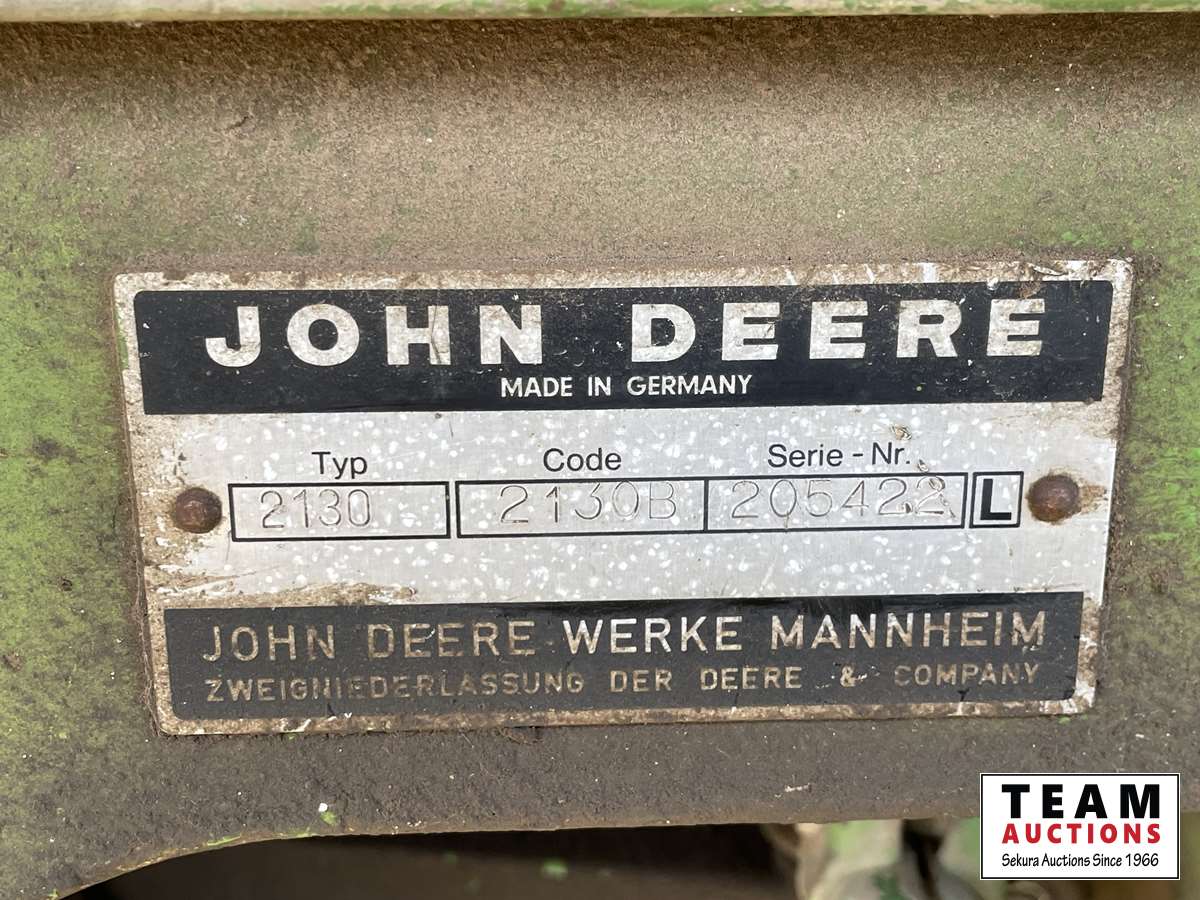 JOHN DEERE
MADE IN GERMANY
Typ Code Serie - Nr.
2130 2130B 205422 L
JOHN DEERE WERKE MANNHEIM
ZWEIGNIEDERLASSUNG DER DEERE & COMPANY
TEAM
AUCTIONS
Sekura Auctions Since 1966